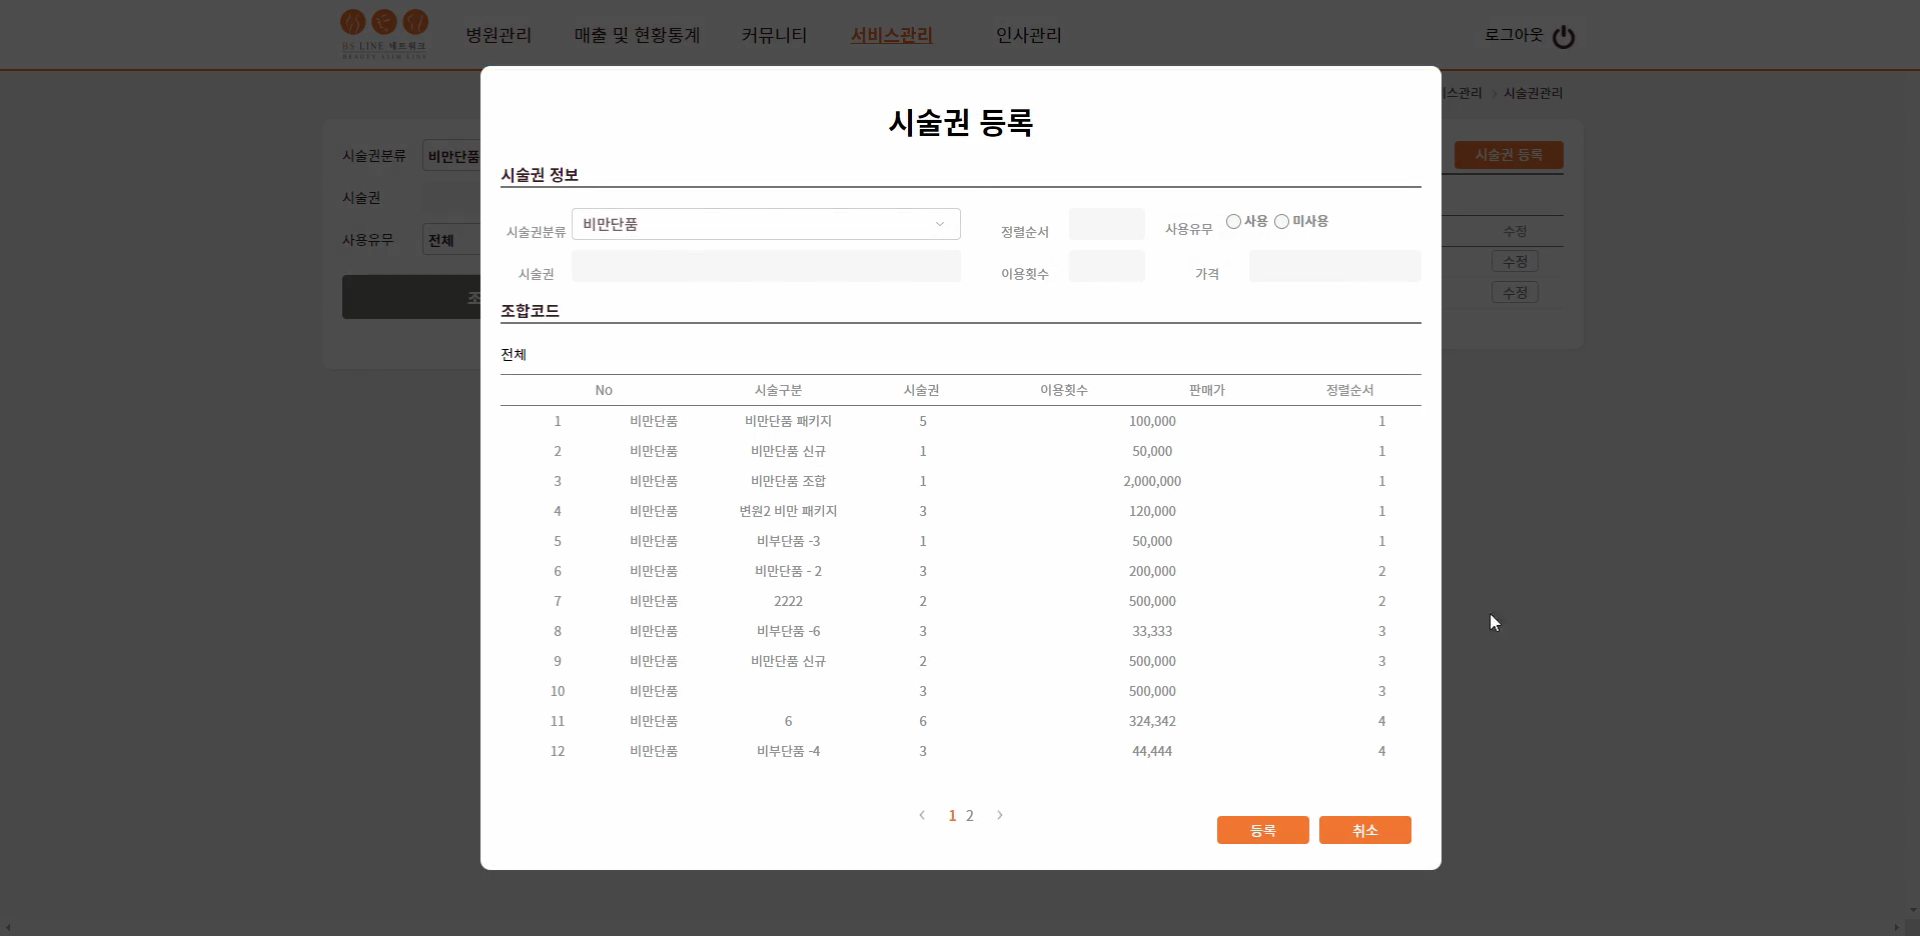 BS LINE 네트워크
BEAUTY SLIM LINE
병원관리 매출 및 현황통계 커뮤니티 서비스관리 인사관리 로그아웃
스관리 > 시술권관리
시술권 등록
시술권분류 비만단품
시술권 등록
시술권 정보
시술권
수정
시술권분류 비만단품 정렬순서 사용유무 사용 미사용
사용유무 전체
수정
시술권 이용횟수 가격
수정
조합코드
전체
No 시술구분 시술권 이용횟수 판매가 정렬순서
1 비만단품 비만단품 패키지 5 100,000 1
2 비만단품 비만단품 신규 1 50,000 1
3 비만단품 비만단품 조합 1 2,000,000 1
4 비만단품 변원2 비만 패키지 3 120,000 1
5 비만단품 비부단품 -3 1 50,000 1
6 비만단품 비만단품 - 2 3 200,000 2
7 비만단품 2222 2 500,000 2
8 비만단품 비부단품 -6 3 33,333 3
9 비만단품 비만단품 신규 2 500,000 3
10 비만단품 3 500,000 3
11 비만단품 6 6 324,342 4
12 비만단품 비부단품 -4 3 44,444 4
< 1 2 >
등록 취소